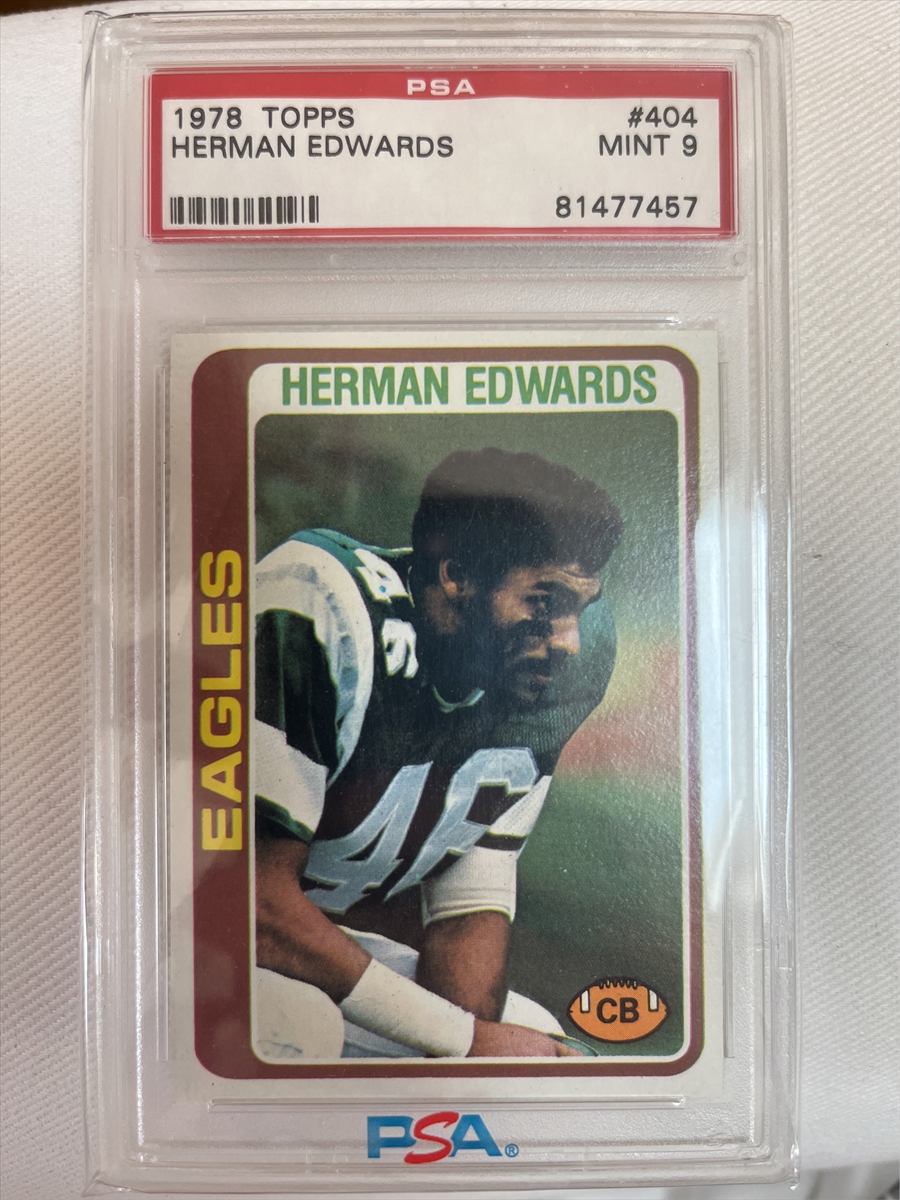 PSA
1978 TOPPS #404
HERMAN EDWARDS MINT 9
81477457
HERMAN EDWARDS
EAGLES
46
46
CB
PSA®